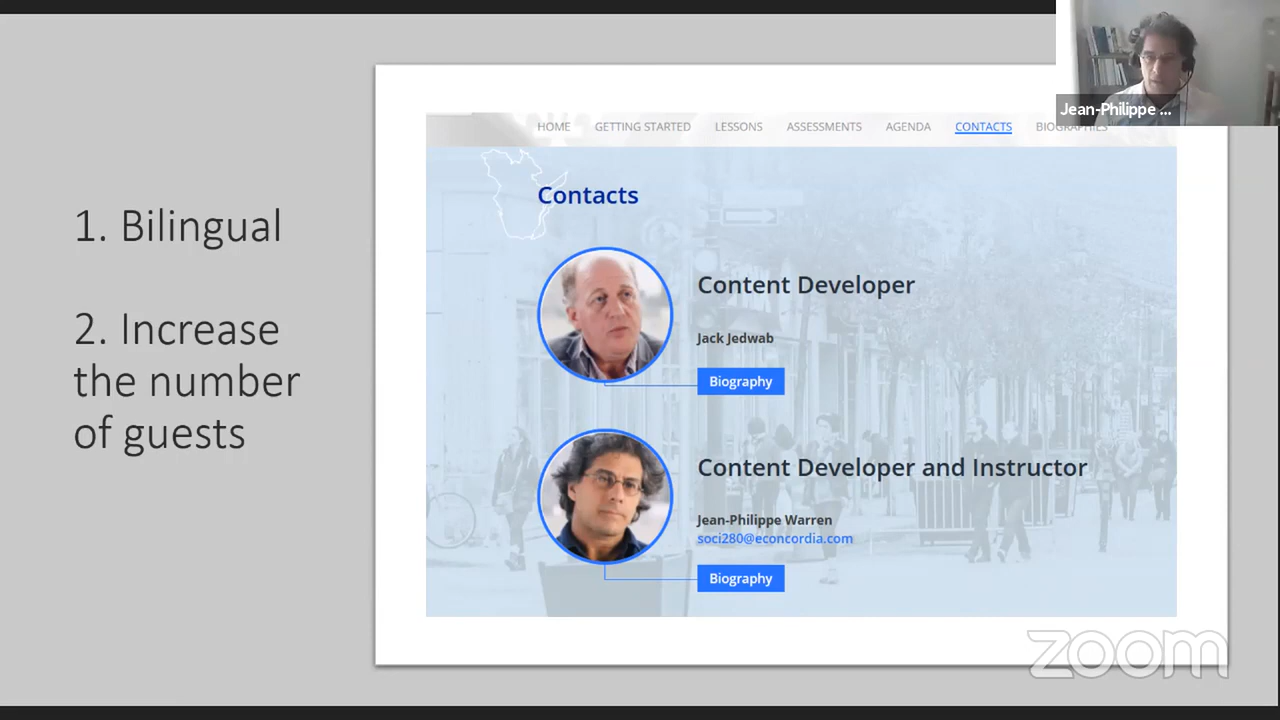 Jean-Philippe ...
1. Bilingual
2. Increase
the number
of guests
HOME GETTING STARTED LESSONS ASSESSMENTS AGENDA CONTACTS BIOGRAPHIES
Contacts
Content Developer
Jack Jedwab
Biography
Content Developer and Instructor
Jean-Philippe Warren
soci280@econcordia.com
Biography
zoom